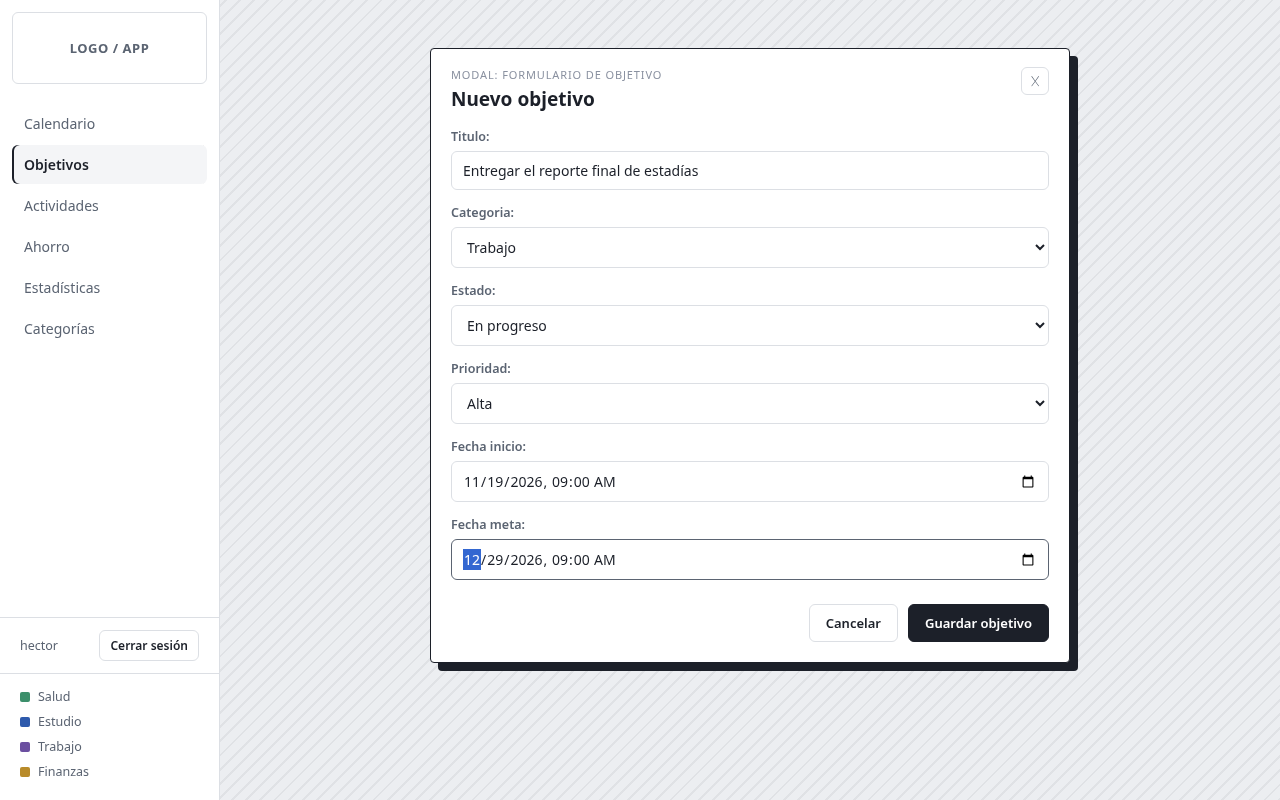 LOGO / APP
Calendario
Objetivos
Actividades
Ahorro
Estadísticas
Categorías
hector
Cerrar sesión
Salud
Estudio
Trabajo
Finanzas
MODAL: FORMULARIO DE OBJETIVO
X
Nuevo objetivo
Titulo:
Entregar el reporte final de estadías
Categoria:
Trabajo
Estado:
En progreso
Prioridad:
Alta
Fecha inicio:
11/19/2026, 09:00 AM
Fecha meta:
12/29/2026, 09:00 AM
Cancelar
Guardar objetivo